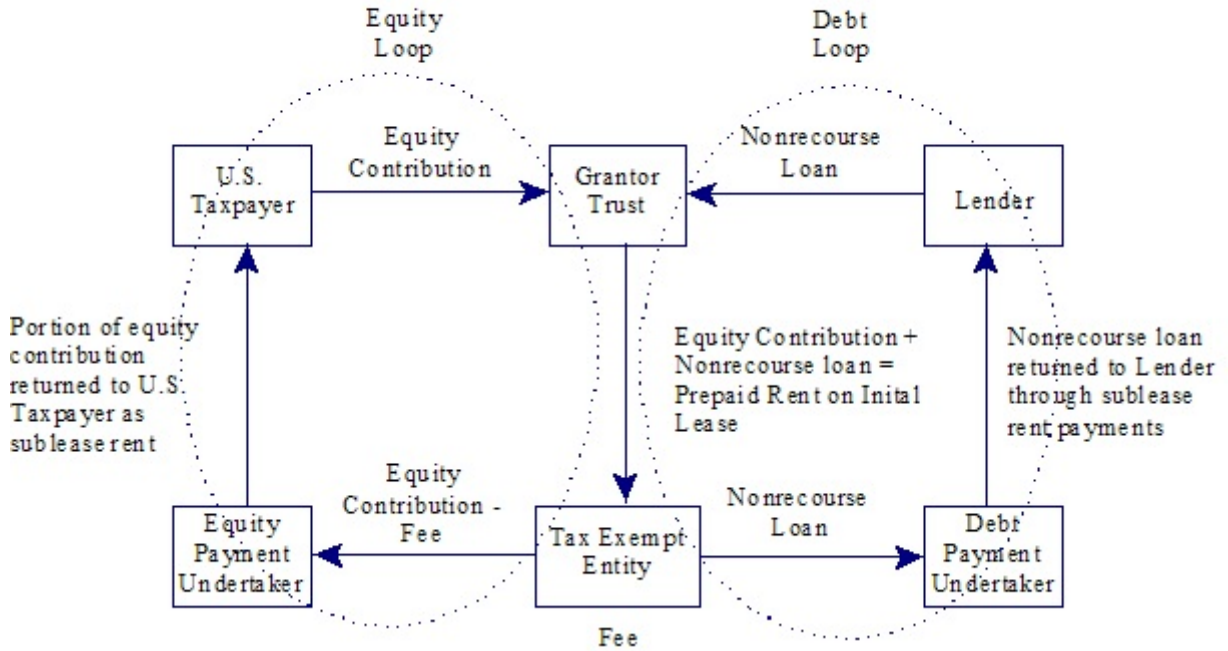 Equity
Loop
Debt
Loop
U.S.
Taxpayer
Equity
Contribution
Grantor
Trust
Nonrecourse
Loan
Lender
Portion of equity
contribution
returned to U.S.
Taxpayer as
sublease rent
Equity Contribution +
Nonrecourse loan =
Prepaid Rent on Inital
Lease
Nonrecourse loan
returned to Lender
through sublease
rent payments
Equity
Payment
Undertaker
Equity
Contribution -
Fee
Tax Exempt
Entity
Nonrecourse
Loan
Debt
Payment
Undertaker
Fee